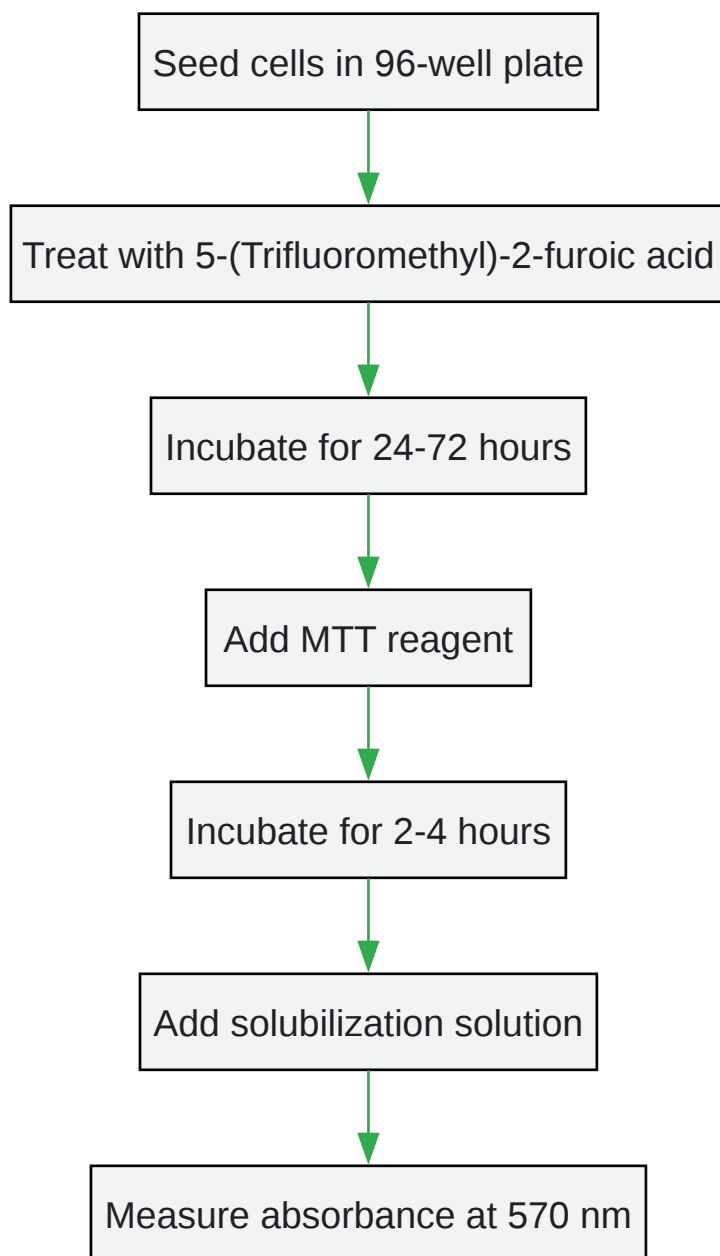 Seed cells in 96-well plate
Treat with 5-(Trifluoromethyl)-2-furoic acid
Incubate for 24-72 hours
Add MTT reagent
Incubate for 2-4 hours
Add solubilization solution
Measure absorbance at 570 nm